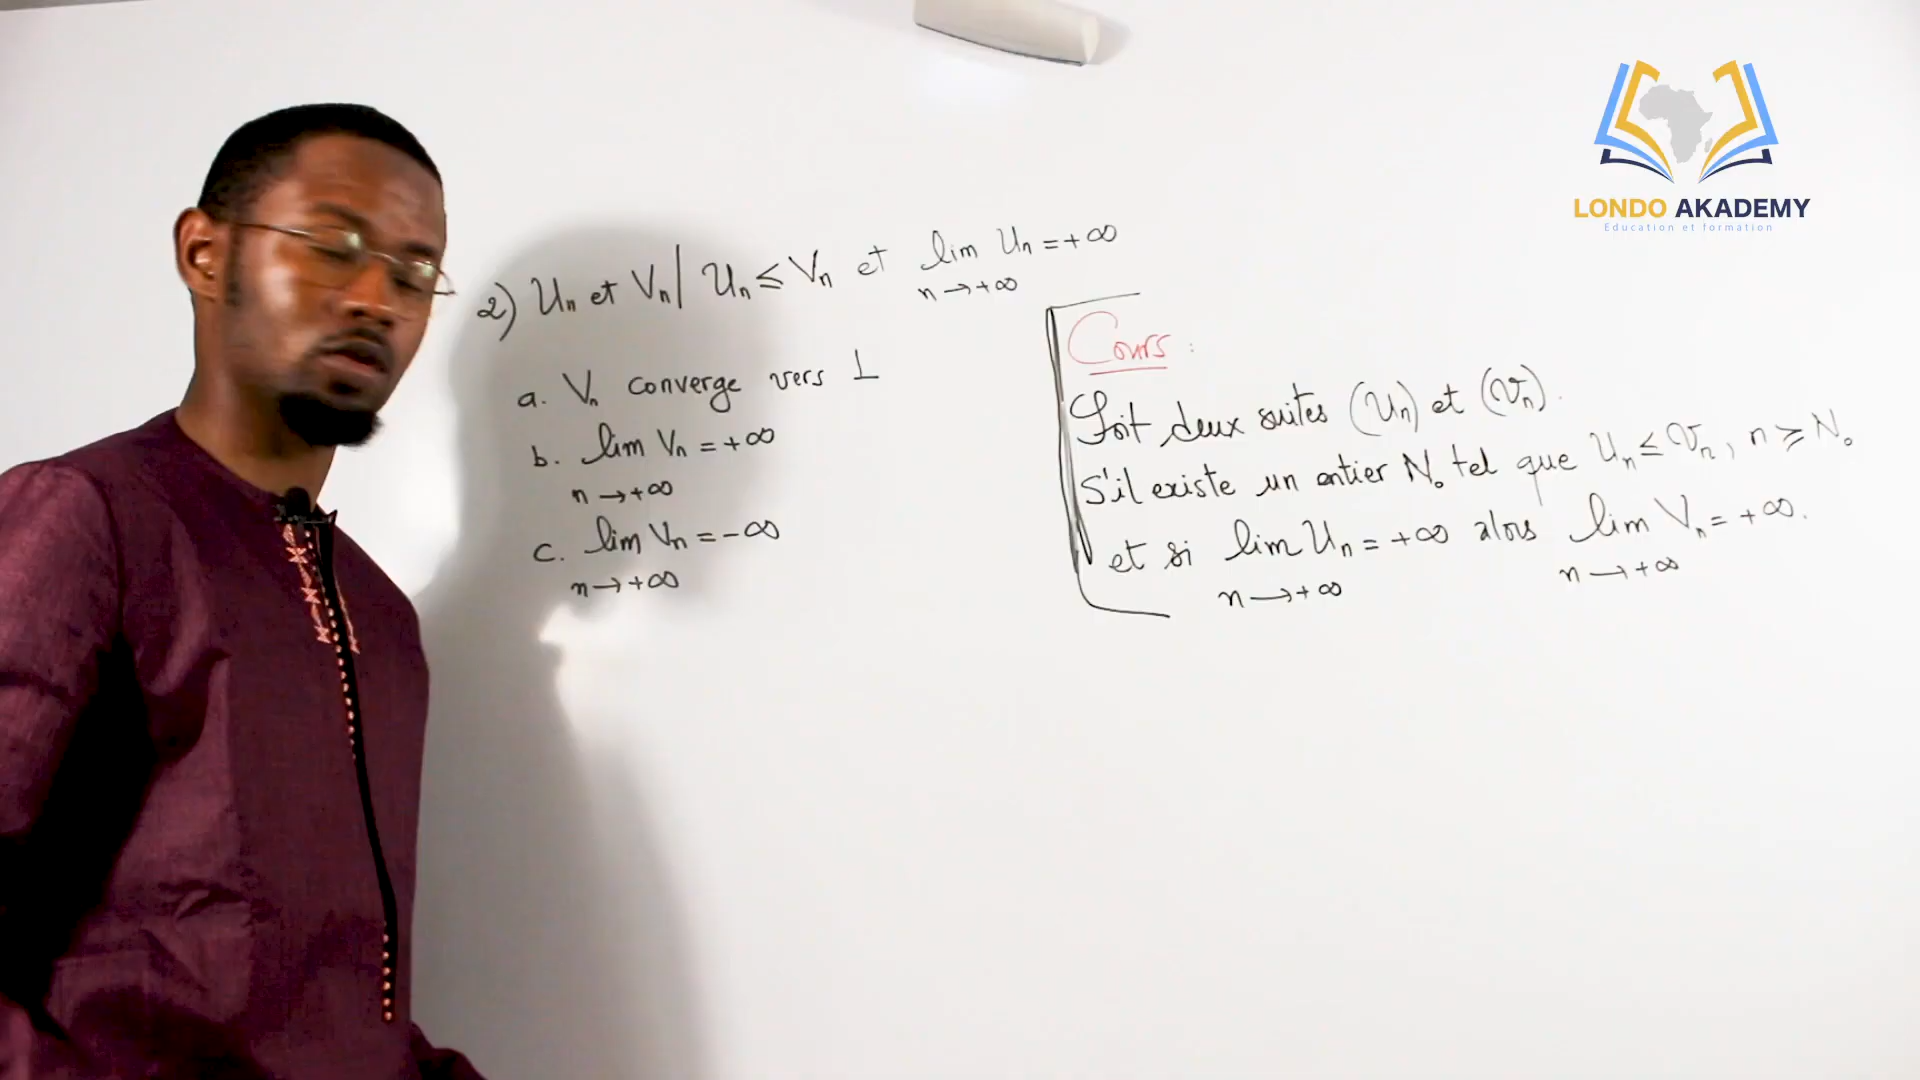 2) Un et Vn / Un ≤ Vn et lim Un = +∞
n → +∞
a. Vn converge vers 1
b. lim Vn = +∞
n → +∞
c. lim Vn = -∞
n → +∞
Cours :
Soit deux suites (Un) et (Vn).
S'il existe un entier N₀ tel que Un ≤ Vn, n ≥ N₀
et si lim Un = +∞ alors lim Vn = +∞.
n → +∞ n → +∞
LONDO AKADEMY
Education et formation